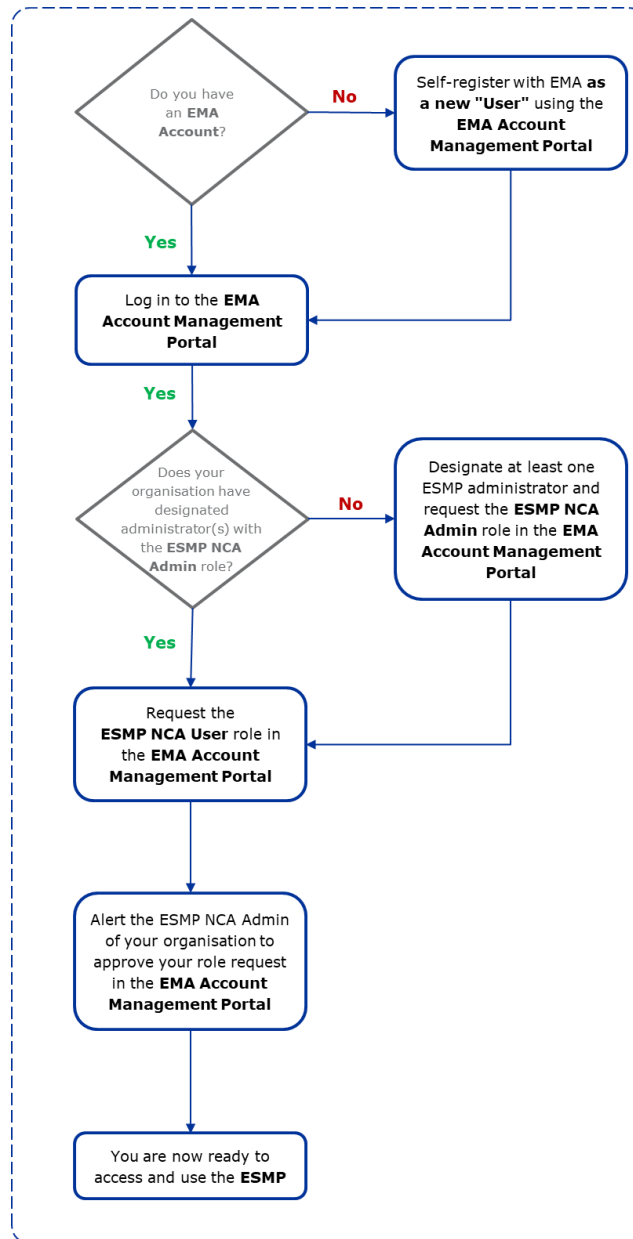 Do you have
an EMA
Account?
No
Self-register with EMA as
a new "User" using the
EMA Account
Management Portal
Yes
Log in to the EMA
Account Management
Portal
Yes
Does your
organisation have
designated
administrator(s) with
the ESMP NCA
Admin role?
No
Designate at least one
ESMP administrator and
request the ESMP NCA
Admin role in the EMA
Account Management
Portal
Yes
Request the
ESMP NCA User role in
the EMA Account
Management Portal
Alert the ESMP NCA Admin
of your organisation to
approve your role request
in the EMA Account
Management Portal
You are now ready to
access and use the ESMP